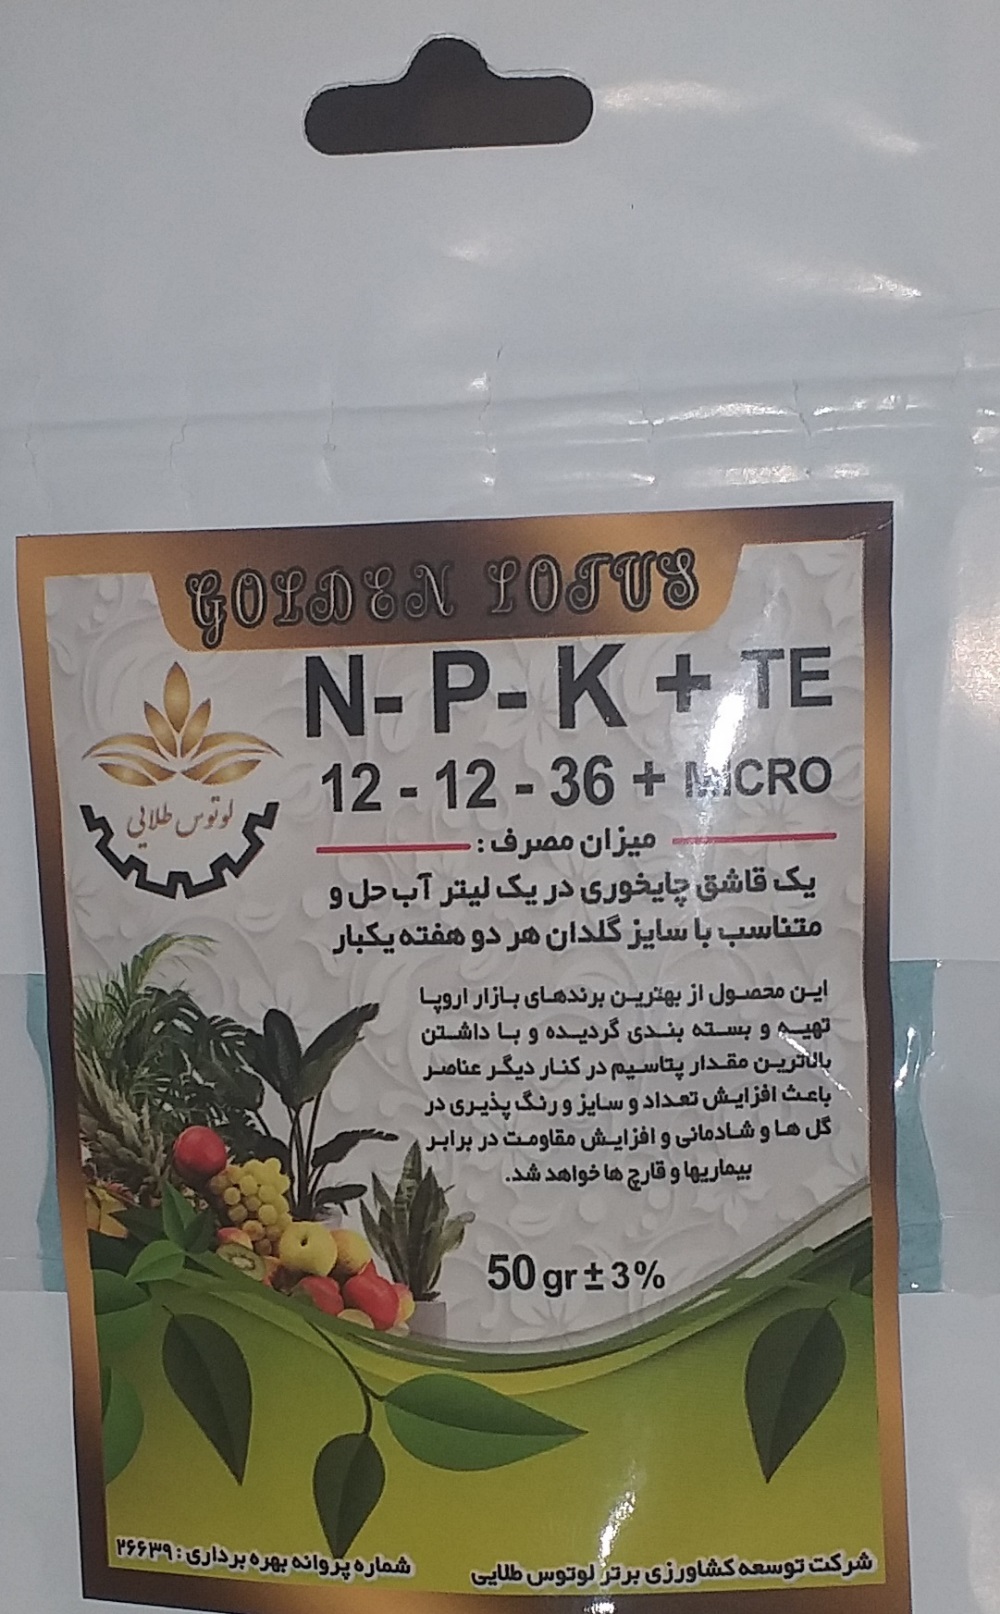 GOLDEN LOTUS
N- P- K + TE
12 - 12 - 36 + MICRO
لوتوس طلایی
میزان مصرف :
یک قاشق چایخوری در یک لیتر آب حل و
متناسب با سایز گلدان هر دو هفته یکبار
این محصول از بهترین برندهای بازار اروپا
تهیه و بسته بندی گردیده و با داشتن
بالاترین مقدار پتاسیم در کنار دیگر عناصر
باعث افزایش تعداد و سایز و رنگ پذیری در
گل ها و شادمانی و افزایش مقاومت در برابر
بیماریها و قارچ ها خواهد شد.
50 gr ± 3%
شرکت توسعه کشاورزی برتر لوتوس طلایی
شماره پروانه بهره برداری : ۲۶۶۳۹